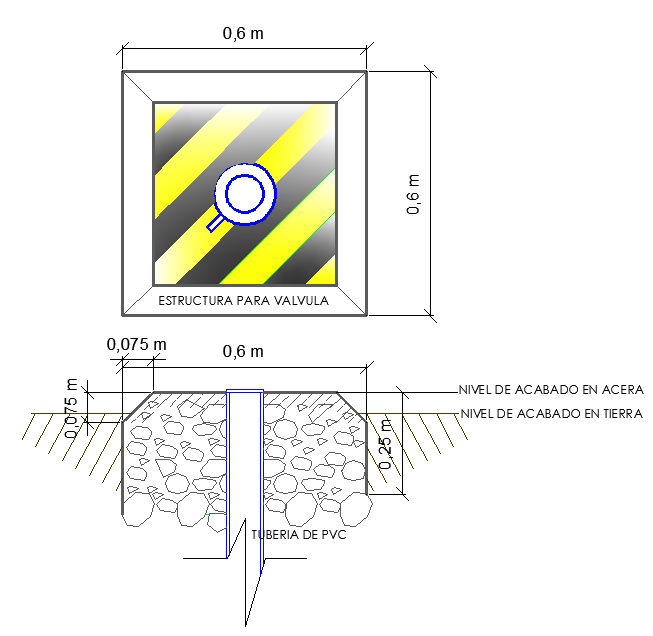 0,6 m
0,6 m
ESTRUCTURA PARA VALVULA
0,075 m
0,6 m
0,075 m
NIVEL DE ACABADO EN ACERA
NIVEL DE ACABADO EN TIERRA
0,25 m
TUBERIA DE PVC